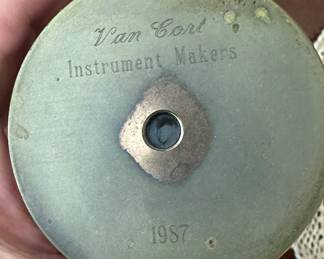 Van Cort
Instrument Makers
1987